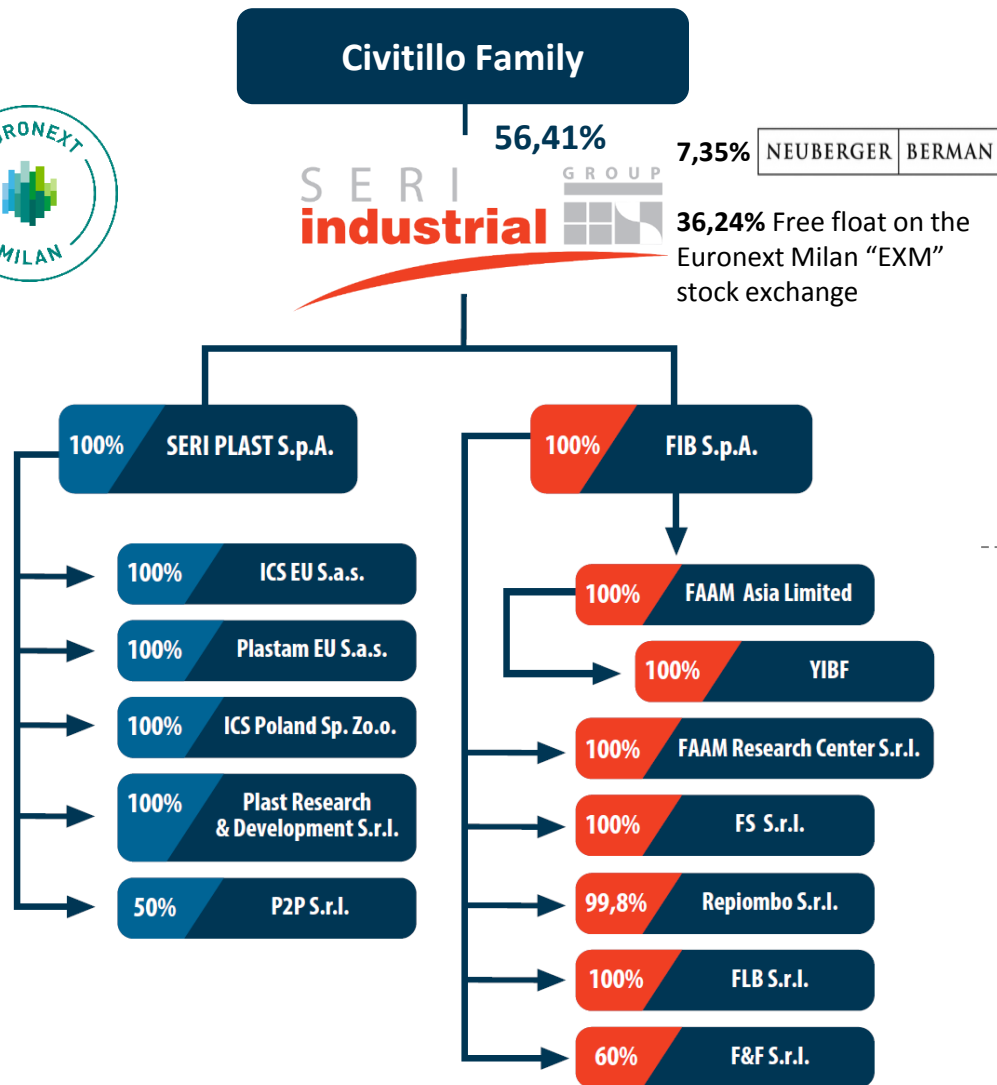 Civitillo Family
URONEXT
MILAN
56,41%
SERI
GROUP
industrial
7,35%
NEUBERGER BERMAN
36,24% Free float on the
Euronext Milan “EXM”
stock exchange
100% SERI PLAST S.p.A.
100% ICS EU S.a.s.
100% Plastam EU S.a.s.
100% ICS Poland Sp. Zo.o.
100% Plast Research
& Development S.r.l.
50% P2P S.r.l.
100% FIB S.p.A.
100% FAAM Asia Limited
100% YIBF
100% FAAM Research Center S.r.l.
100% FS S.r.l.
99,8% Repiombo S.r.l.
100% FLB S.r.l.
60% F&F S.r.l.